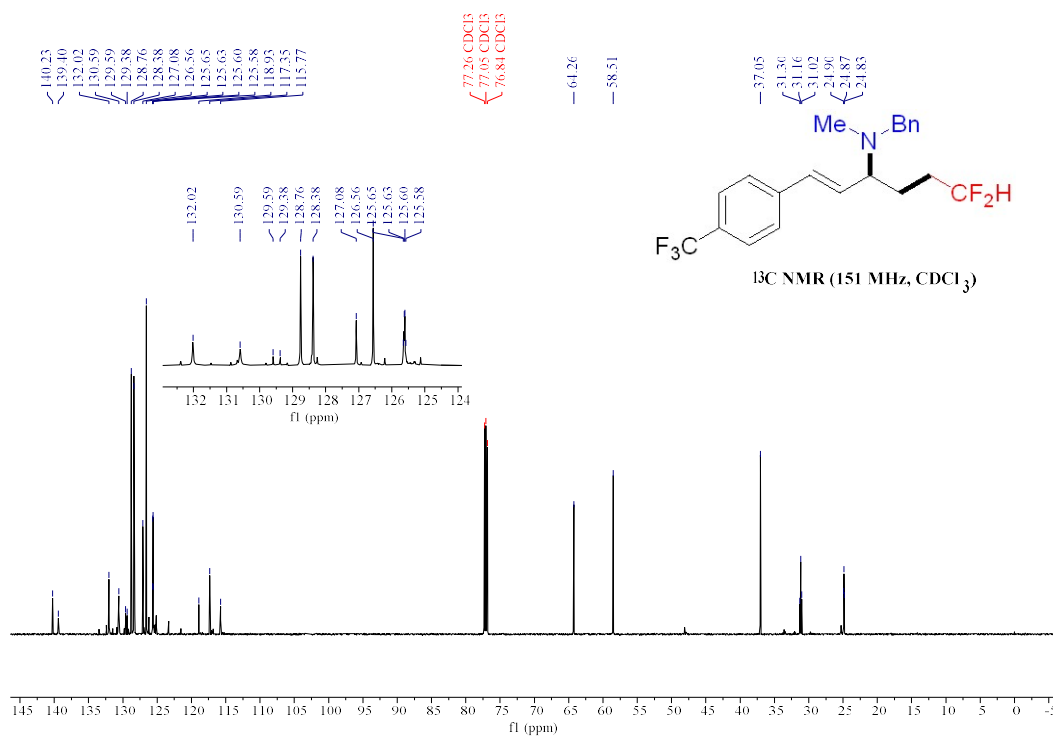 140.23
139.40
132.02
130.59
129.59
129.38
128.76
128.38
127.08
126.56
125.65
125.63
125.60
125.58
118.93
117.35
115.77
77.26 CDCl3
77.05 CDCl3
76.84 CDCl3
64.26
58.51
37.05
31.30
31.16
31.02
24.90
24.87
24.83
Me
N
Bn
CF2H
F3C
13C NMR (151 MHz, CDCl3)
132.02
130.59
129.59
129.38
128.76
128.38
127.08
126.56
125.65
125.63
125.60
125.58
132 131 130 129 128 127 126 125 124
f1 (ppm)
145 140 135 130 125 120 115 110 105 100 95 90 85 80 75 70 65 60 55 50 45 40 35 30 25 20 15 10 5 0 -5
f1 (ppm)